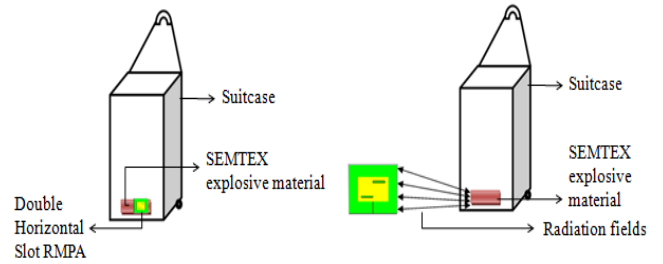 Suitcase
SEMTEX
explosive material
Double
Horizontal
Slot RMPA
Suitcase
SEMTEX
explosive
material
Radiation fields